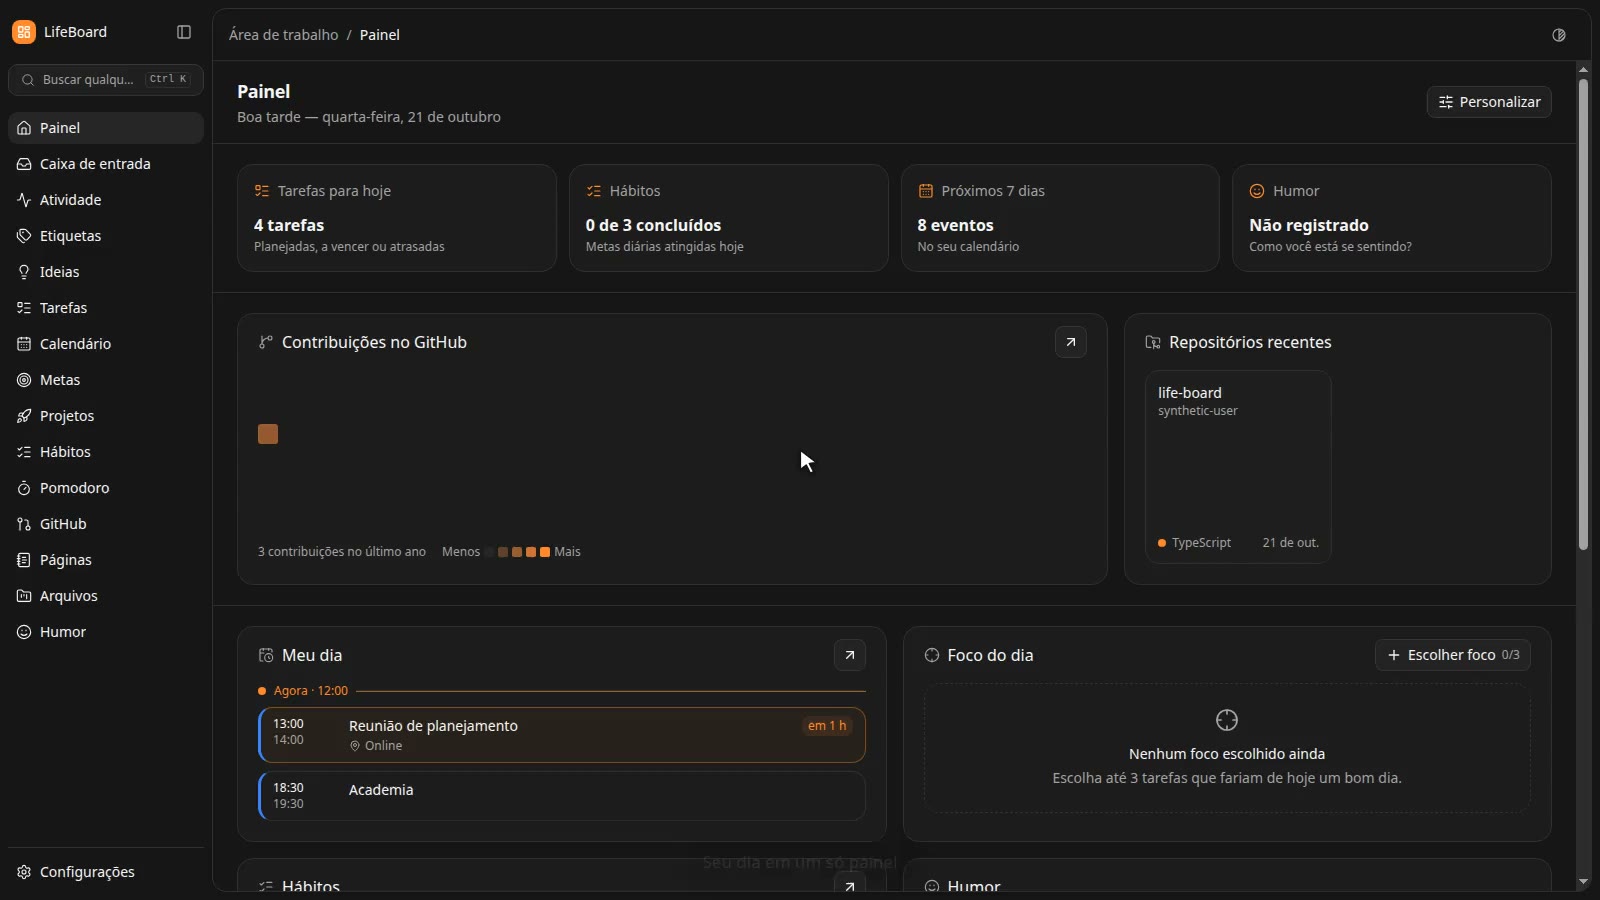 LifeBoard
Buscar qualqu... Ctrl K
Painel
Caixa de entrada
Atividade
Etiquetas
Ideias
Tarefas
Calendário
Metas
Projetos
Hábitos
Pomodoro
GitHub
Páginas
Arquivos
Humor
Configurações
Área de trabalho / Painel
Painel
Boa tarde — quarta-feira, 21 de outubro
Personalizar
Tarefas para hoje
4 tarefas
Planejadas, a vencer ou atrasadas
Hábitos
0 de 3 concluídos
Metas diárias atingidas hoje
Próximos 7 dias
8 eventos
No seu calendário
Humor
Não registrado
Como você está se sentindo?
Contribuições no GitHub
3 contribuições no último ano Menos Mais
Repositórios recentes
life-board
synthetic-user
TypeScript 21 de out.
Meu dia
Agora · 12:00
13:00 Reunião de planejamento em 1 h
14:00 Online
18:30 Academia
19:30
Foco do dia
Escolher foco 0/3
Nenhum foco escolhido ainda
Escolha até 3 tarefas que fariam de hoje um bom dia.
Seu dia em um só painel
Hábitos
Humor